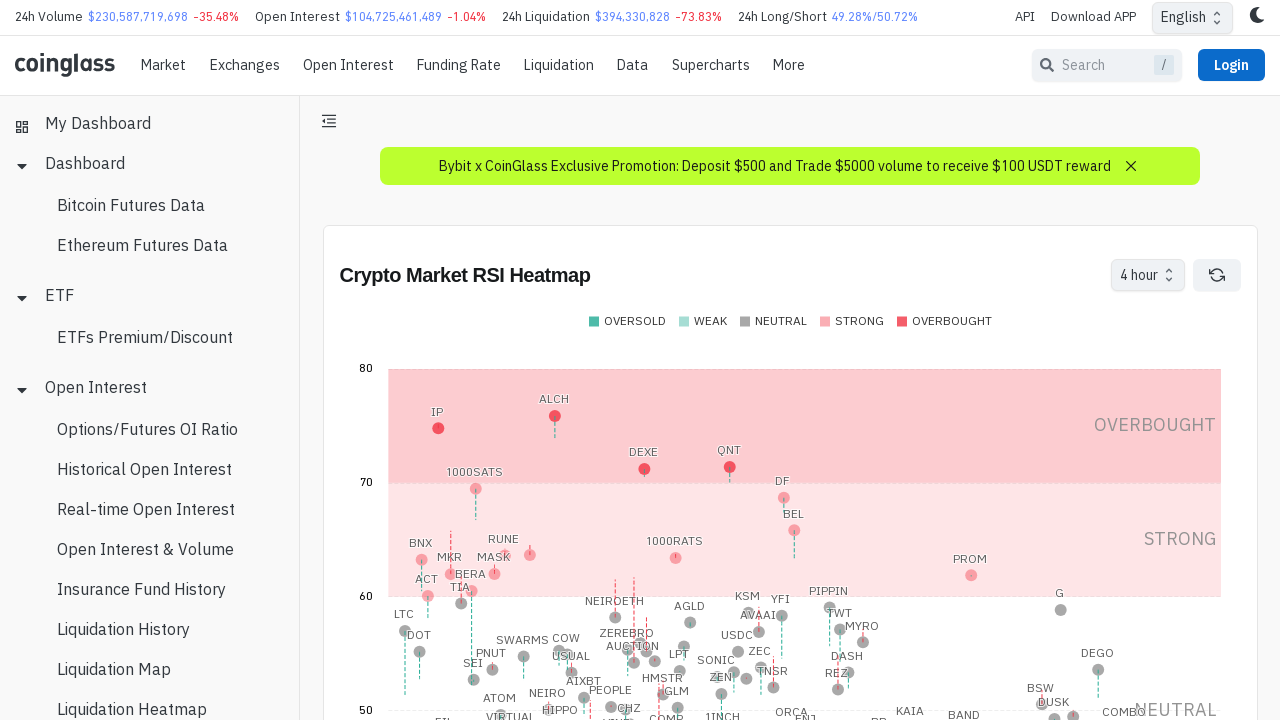 24h Volume $230,587,719,698 -35.48% Open Interest $104,725,461,489 -1.04% 24h Liquidation $394,330,828 -73.83% 24h Long/Short 49.28%/50.72% API Download APP English
coinglass Market Exchanges Open Interest Funding Rate Liquidation Data Supercharts More Search / Login
My Dashboard
Dashboard
Bitcoin Futures Data
Ethereum Futures Data
ETF
ETFs Premium/Discount
Open Interest
Options/Futures OI Ratio
Historical Open Interest
Real-time Open Interest
Open Interest & Volume
Insurance Fund History
Liquidation History
Liquidation Map
Liquidation Heatmap
Bybit x CoinGlass Exclusive Promotion: Deposit $500 and Trade $5000 volume to receive $100 USDT reward
Crypto Market RSI Heatmap 4 hour
OVERSOLD WEAK NEUTRAL STRONG OVERBOUGHT
80
ALCH
IP
OVERBOUGHT
DEXE QNT
1000SATS
70 DF
BEL
RUNE 1000RATS STRONG
BNX
MKR MASK PROM
ACT BERA
TIA
60 KSM YFI PIPPIN G
NEIROETH
AGLD
LTC AVAAI TWT
MYRO
DOT SWARMS COW ZEREBRO USDC
PNUT USUAL AUCTION LPT ZEC DASH DEGO
SEI SONIC TNSR REZ
AIXBT HMSTR ZEN
ATOM NEIRO PEOPLE GLM BSW
HIPPO CHZ DUSK
50 VIRTUAL 1INCH ORCA KAIA BAND COMBO NEUTRAL